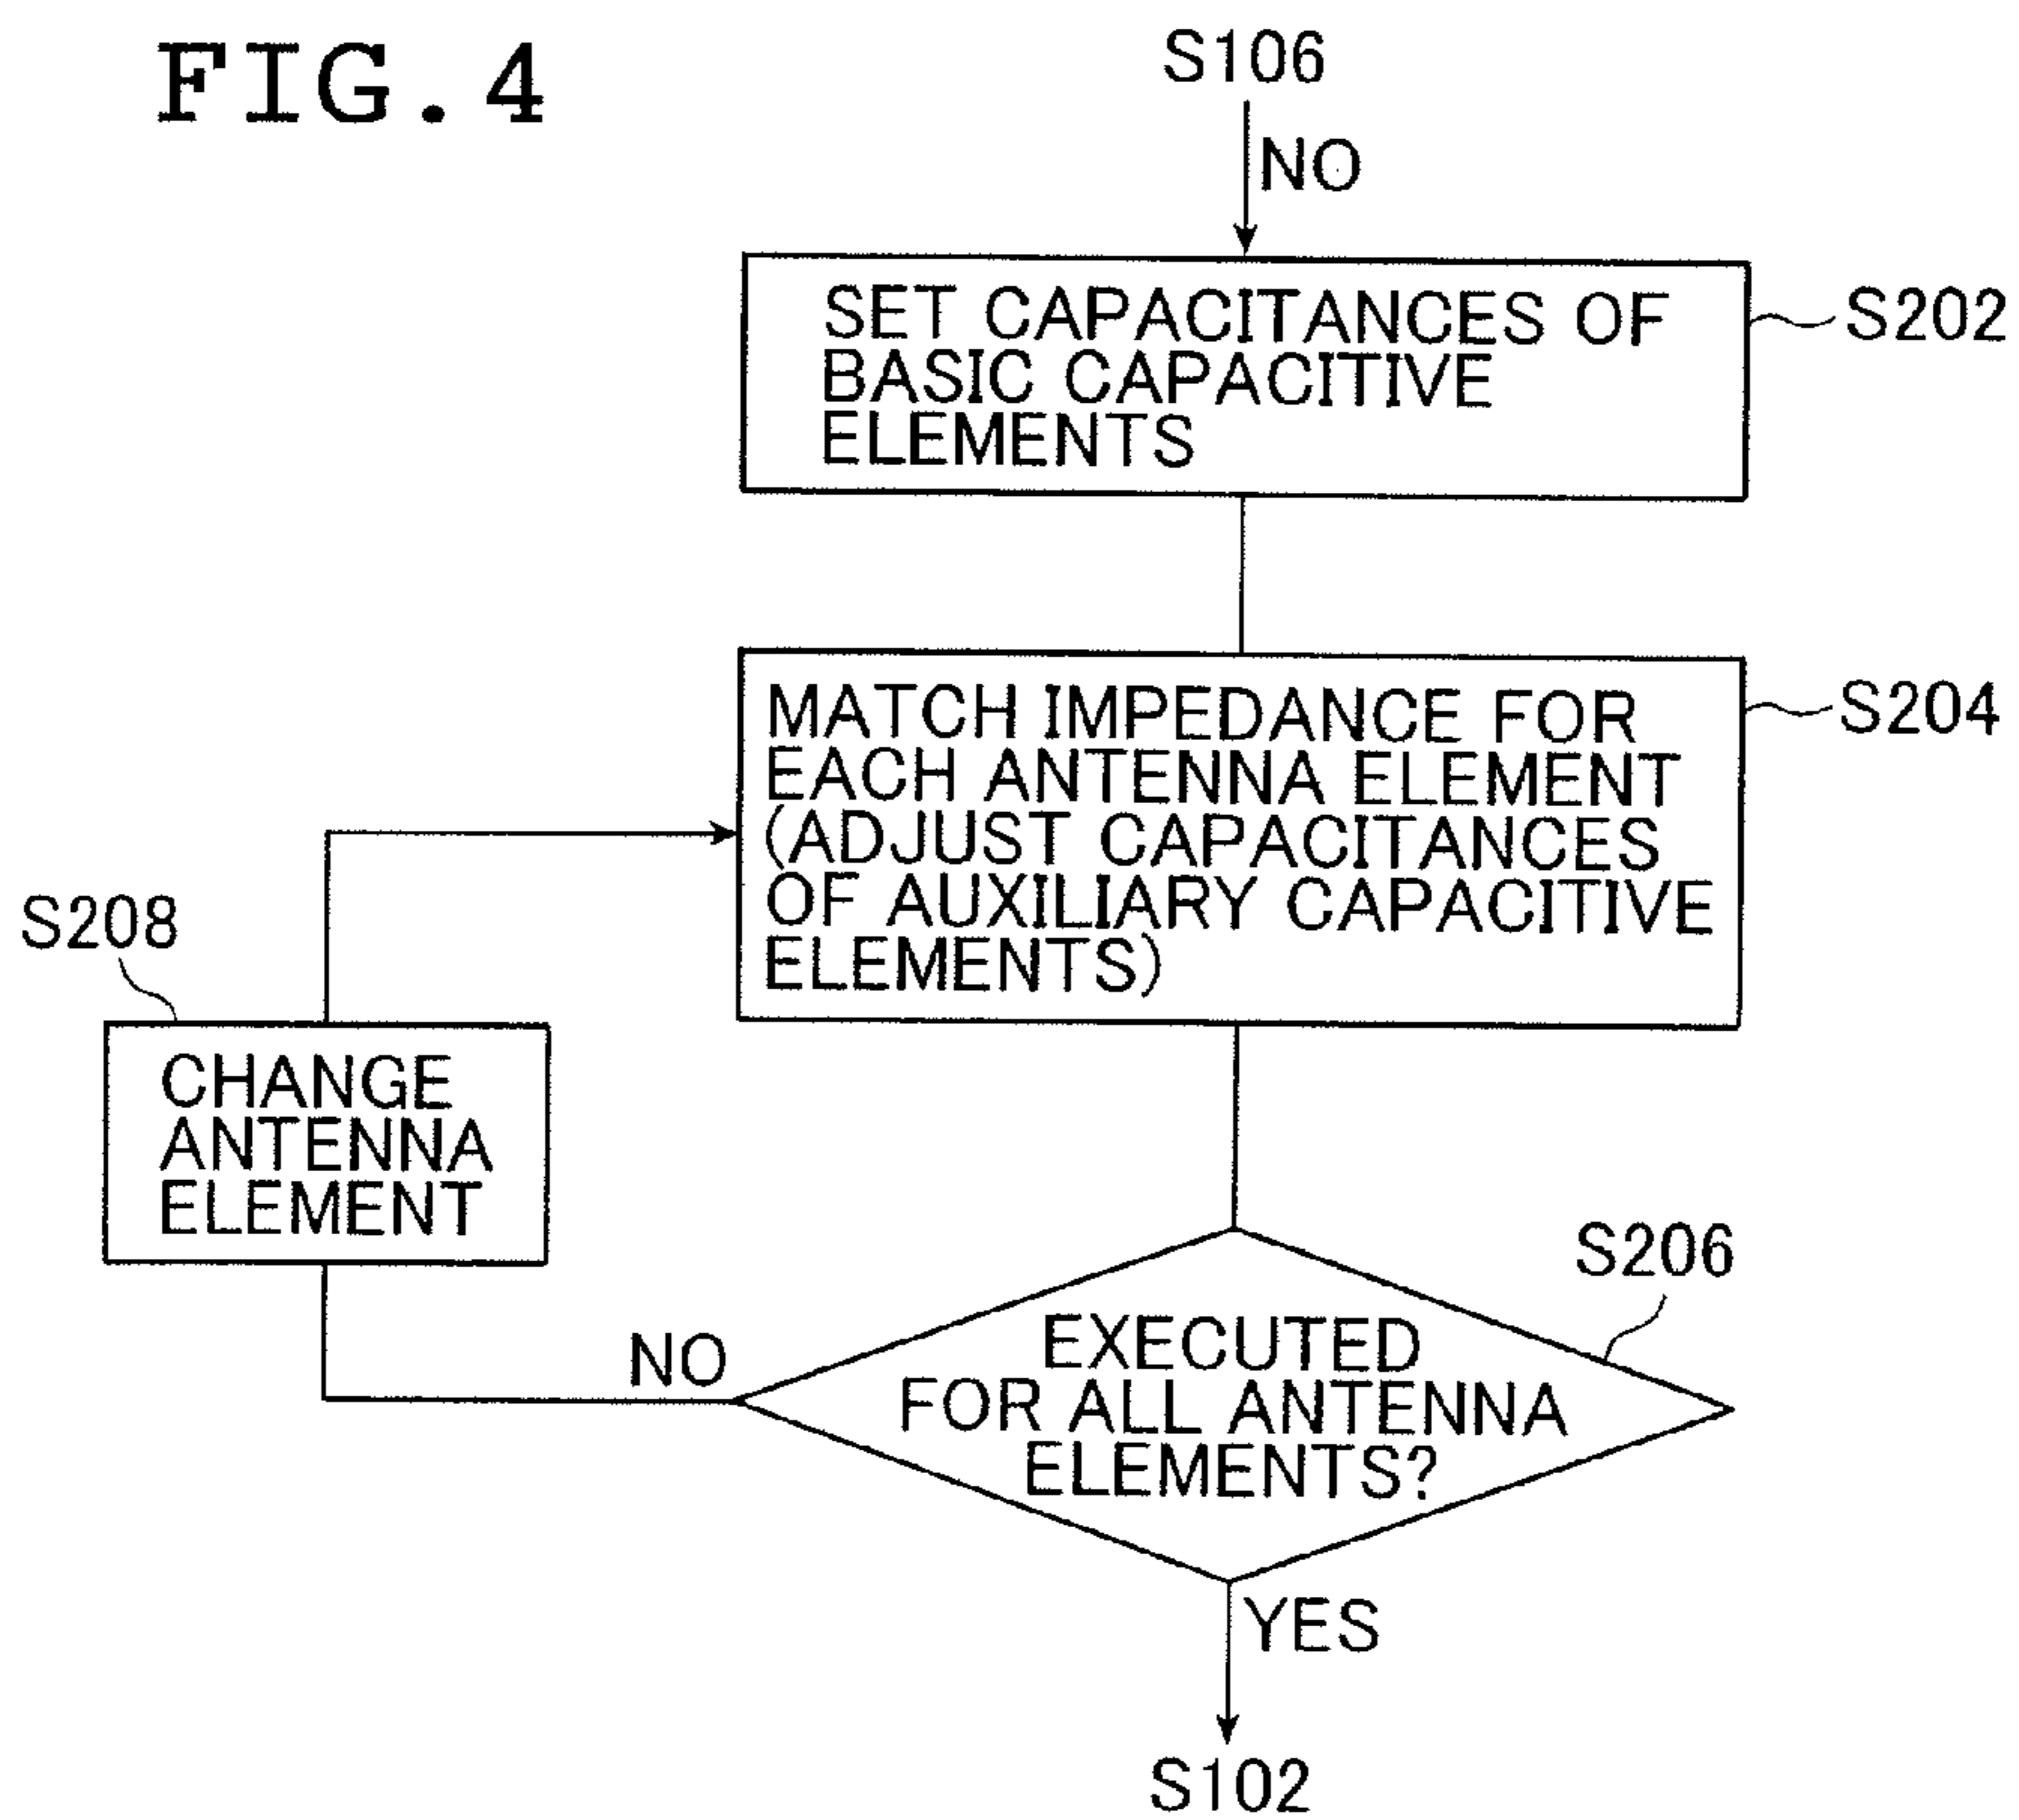 FIG.4
S106
NO
SET CAPACITANCES OF
BASIC CAPACITIVE
ELEMENTS
S202
MATCH IMPEDANCE FOR
EACH ANTENNA ELEMENT
(ADJUST CAPACITANCES
OF AUXILIARY CAPACITIVE
ELEMENTS)
S204
S208
CHANGE
ANTENNA
ELEMENT
NO
EXECUTED
FOR ALL ANTENNA
ELEMENTS?
S206
YES
S102